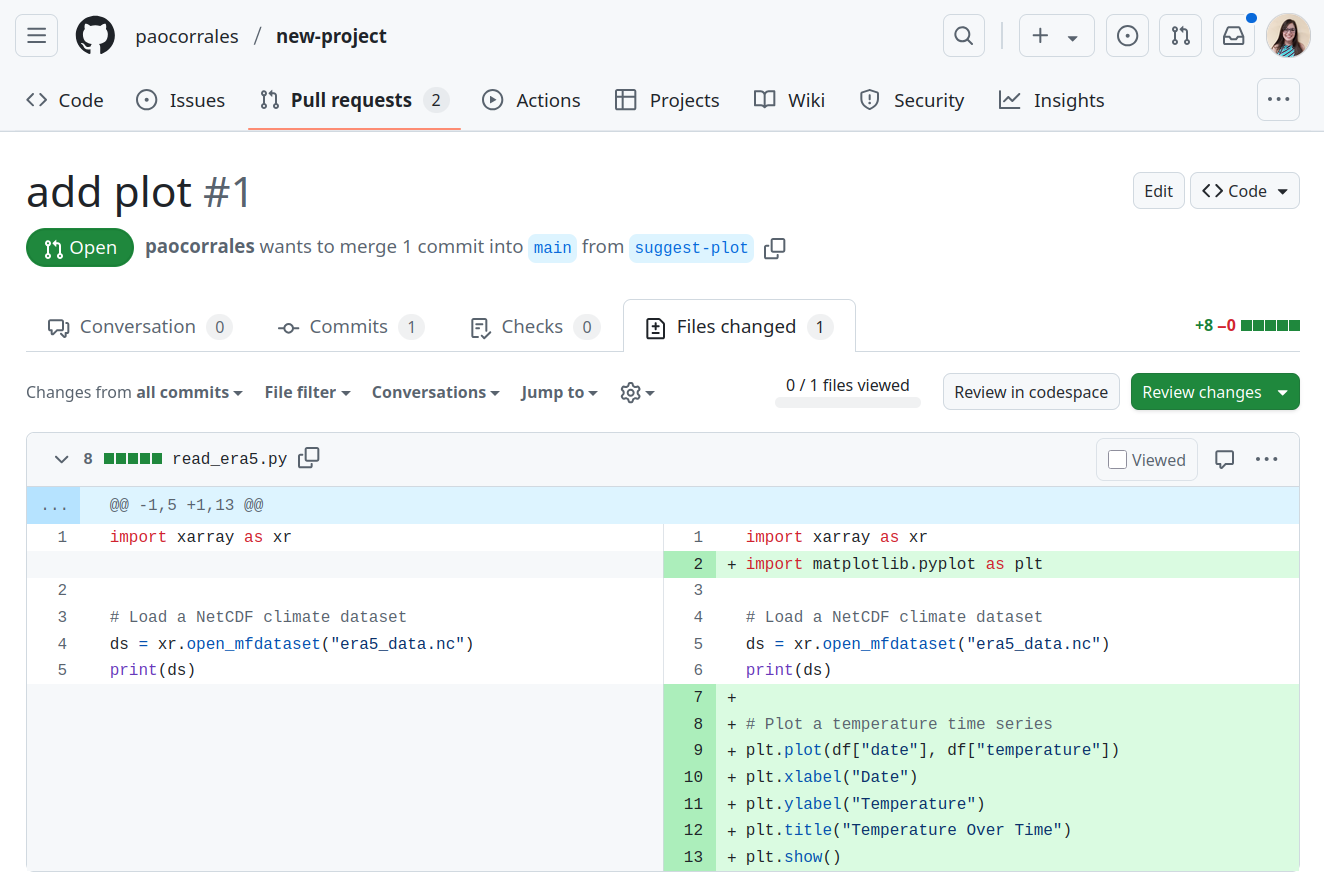 paocorrales / new-project
Code Issues Pull requests 2 Actions Projects Wiki Security Insights
add plot #1
Edit
Code
Open
paocorrales wants to merge 1 commit into main from suggest-plot
Conversation 0 Commits 1 Checks 0 Files changed 1
+8 −0
Changes from all commits File filter Conversations Jump to
0 / 1 files viewed
Review in codespace
Review changes
8 read_era5.py
Viewed
... @@ -1,5 +1,13 @@
1 import xarray as xr
2
3 # Load a NetCDF climate dataset
4 ds = xr.open_mfdataset("era5_data.nc")
5 print(ds)
1 import xarray as xr
2 + import matplotlib.pyplot as plt
3
4 # Load a NetCDF climate dataset
5 ds = xr.open_mfdataset("era5_data.nc")
6 print(ds)
7 +
8 + # Plot a temperature time series
9 + plt.plot(df["date"], df["temperature"])
10 + plt.xlabel("Date")
11 + plt.ylabel("Temperature")
12 + plt.title("Temperature Over Time")
13 + plt.show()